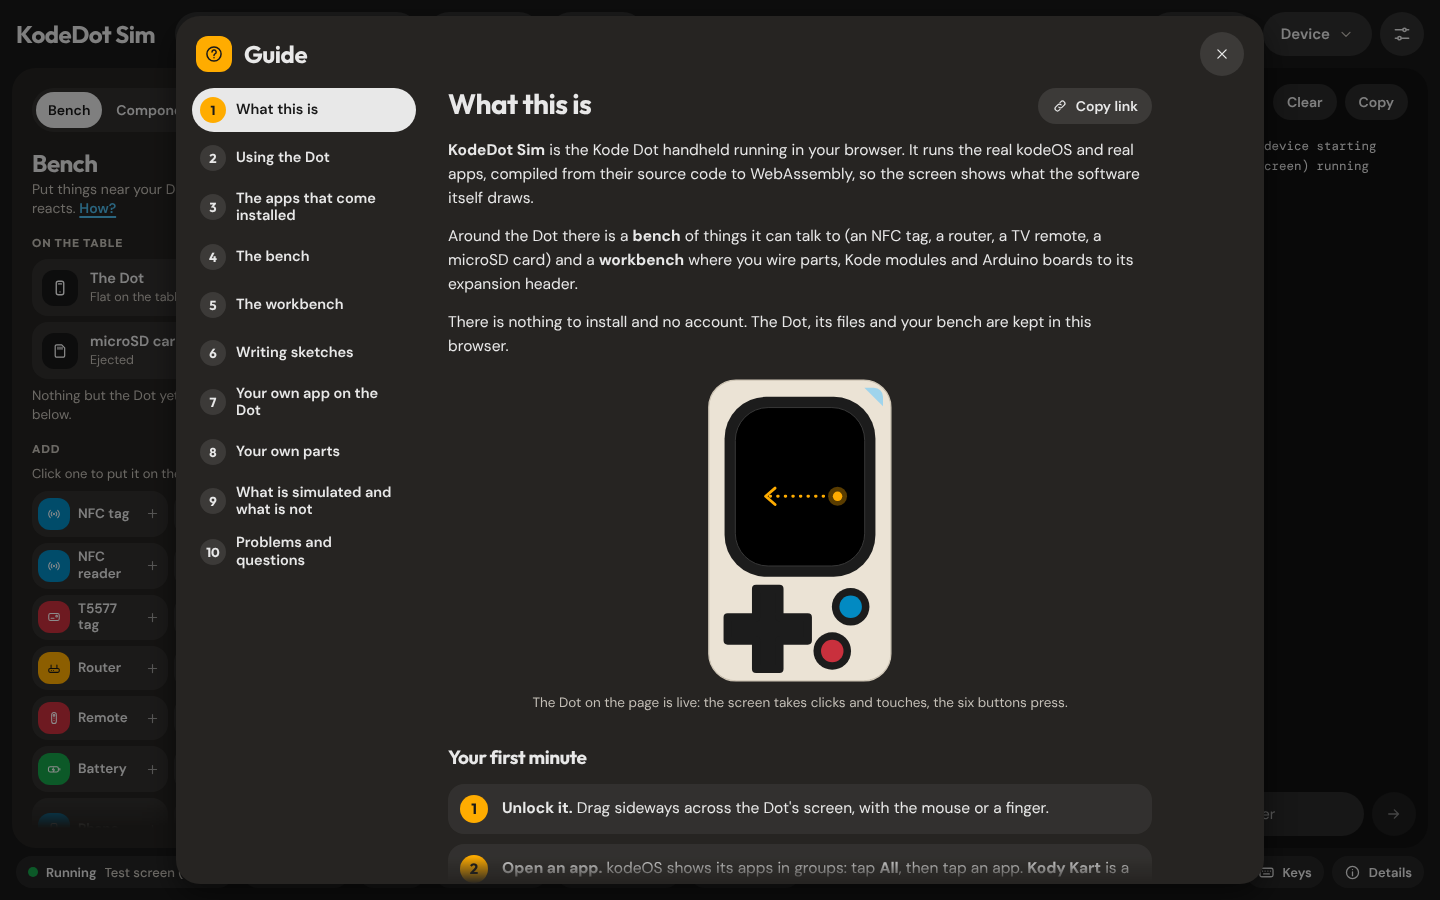 KodeDot Sim
Device
Guide
Bench
Clear
Copy
1 What this is
2 Using the Dot
3 The apps that come
installed
4 The bench
5 The workbench
6 Writing sketches
7 Your own app on the
Dot
8 Your own parts
9 What is simulated and
what is not
10 Problems and
questions
What this is
Copy link
KodeDot Sim is the Kode Dot handheld running in your browser. It runs the real kodeOS and real
apps, compiled from their source code to WebAssembly, so the screen shows what the software
itself draws.
Around the Dot there is a bench of things it can talk to (an NFC tag, a router, a TV remote, a
microSD card) and a workbench where you wire parts, Kode modules and Arduino boards to its
expansion header.
There is nothing to install and no account. The Dot, its files and your bench are kept in this
browser.
The Dot on the page is live: the screen takes clicks and touches, the six buttons press.
Your first minute
1 Unlock it. Drag sideways across the Dot's screen, with the mouse or a finger.
2 Open an app. kodeOS shows its apps in groups: tap All, then tap an app. Kody Kart is a
Bench
Put things near your D
reacts. How?
ON THE TABLE
The Dot
Flat on the tabl
microSD car
Ejected
Nothing but the Dot yet
below.
ADD
Click one to put it on the
NFC tag
NFC
reader
T5577
tag
Router
Remote
Battery
device starting
creen) running
Running Test screen
Keys
Details